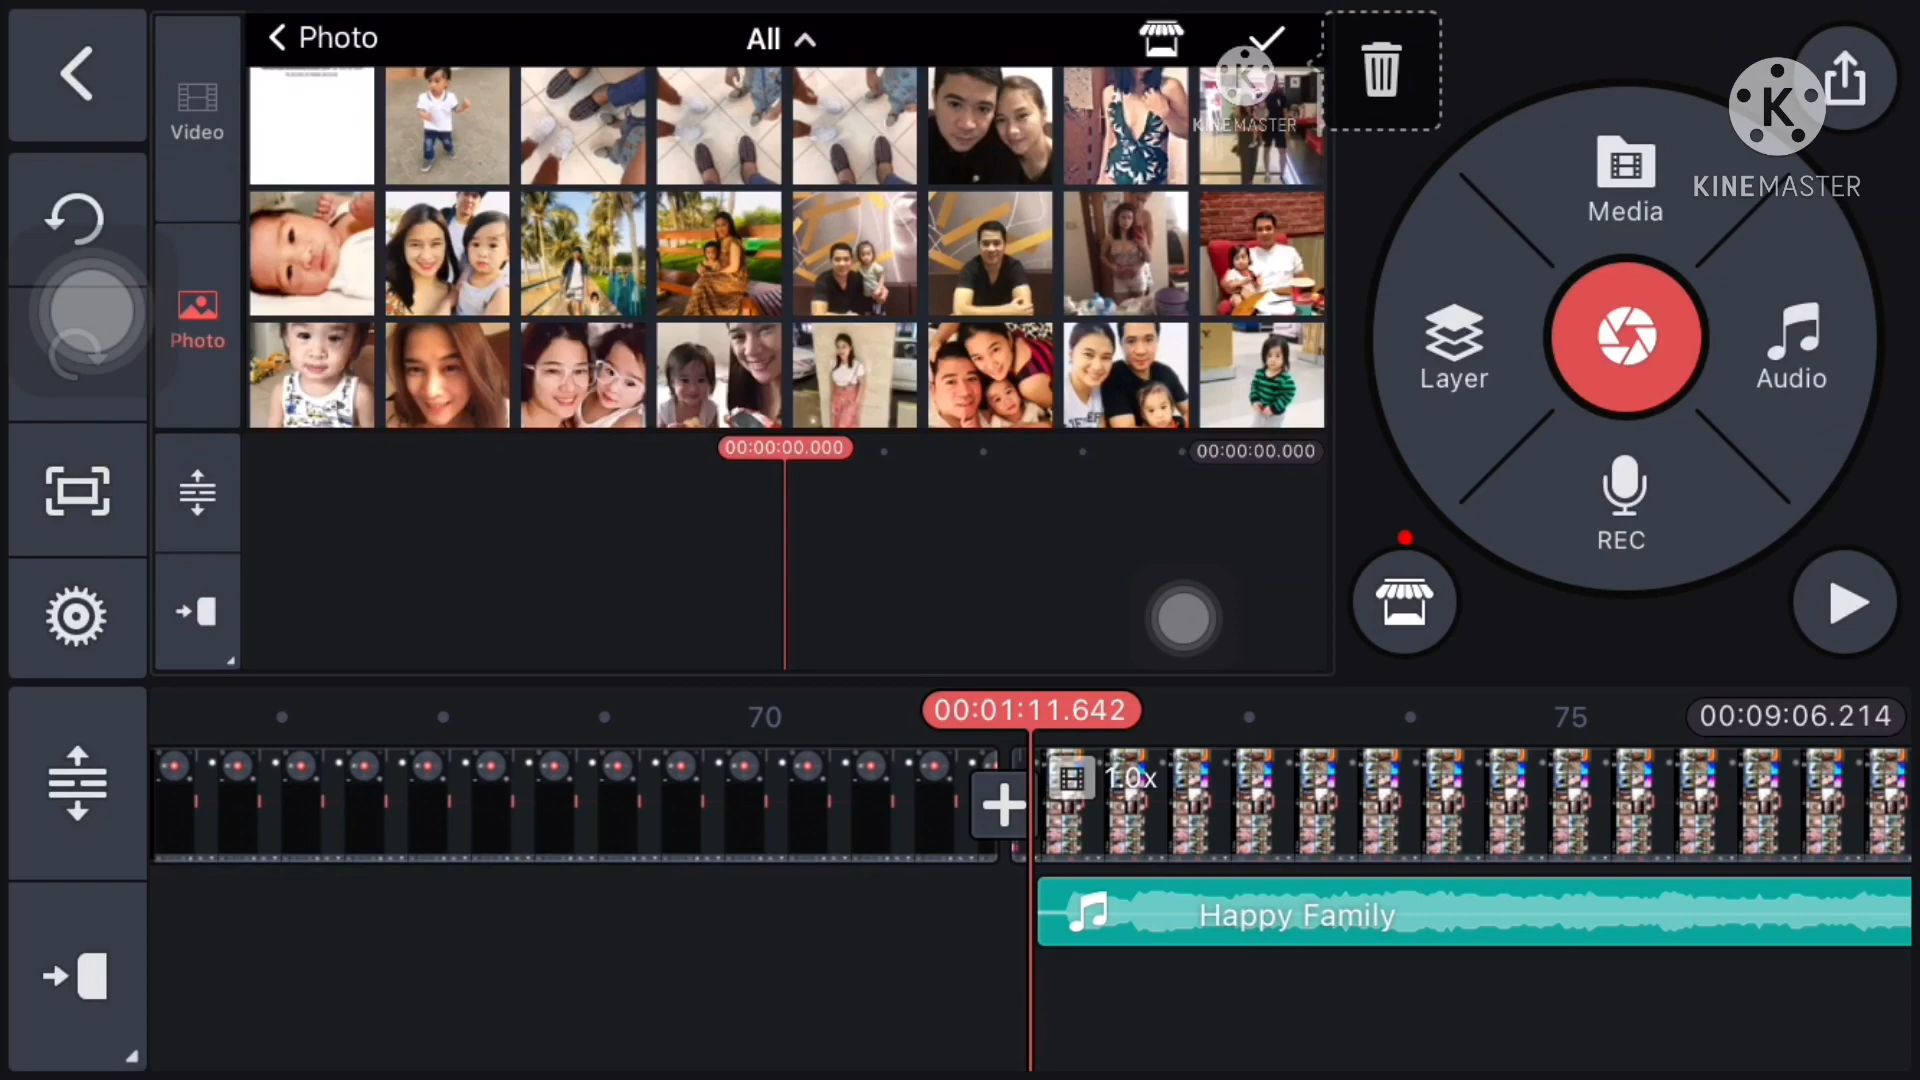 Photo
All
Video
Photo
KINEMASTER
KINEMASTER
Media
Layer
Audio
REC
00:00:00.000
00:00:00.000
70
00:01:11.642
75
00:09:06.214
1.0x
Happy Family